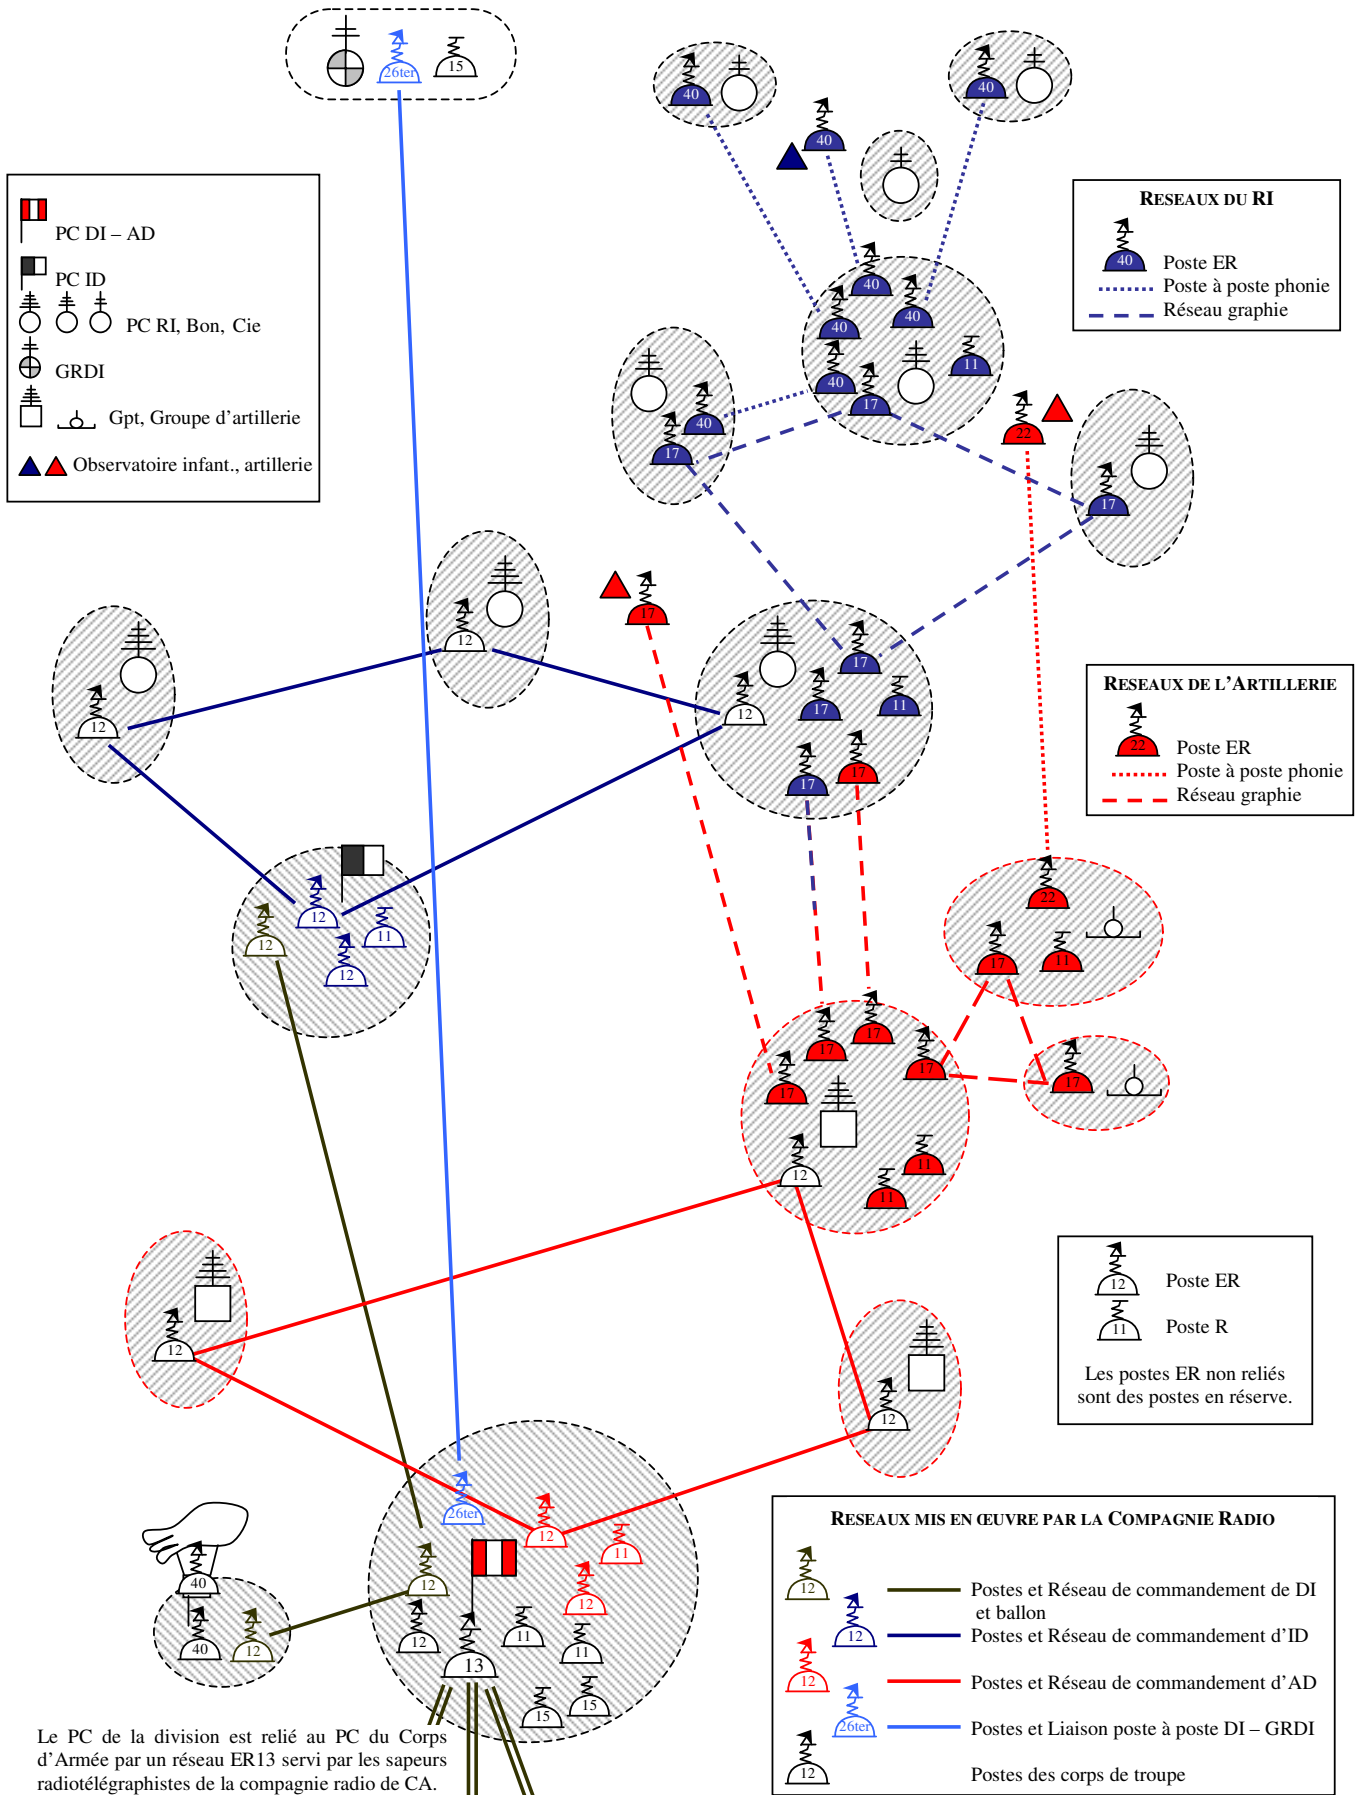 26ter
15
40
40
40
PC DI – AD
PC ID
PC RI, Bon, Cie
GRDI
Gpt, Groupe d'artillerie
Observatoire infant., artillerie
RESEAUX DU RI
40
Poste ER
Poste à poste phonie
Réseau graphie
40
40
40
40
11
17
40
17
22
17
12
17
12
17
12
17
11
17
17
RESEAUX DE L'ARTILLERIE
22
Poste ER
Poste à poste phonie
Réseau graphie
12
12
11
12
22
17
11
17
17
17
17
17
12
11
11
12
12
Poste ER
11
Poste R
Les postes ER non reliés
sont des postes en réserve.
12
26ter
12
11
12
12
12
13
11
11
15
15
40
40
12
Le PC de la division est relié au PC du Corps
d'Armée par un réseau ER13 servi par les sapeurs
radiotélégraphistes de la compagnie radio de CA.
RESEAUX MIS EN ŒUVRE PAR LA COMPAGNIE RADIO
12
Postes et Réseau de commandement de DI
et ballon
12
Postes et Réseau de commandement d'ID
12
Postes et Réseau de commandement d'AD
26ter
Postes et Liaison poste à poste DI – GRDI
12
Postes des corps de troupe